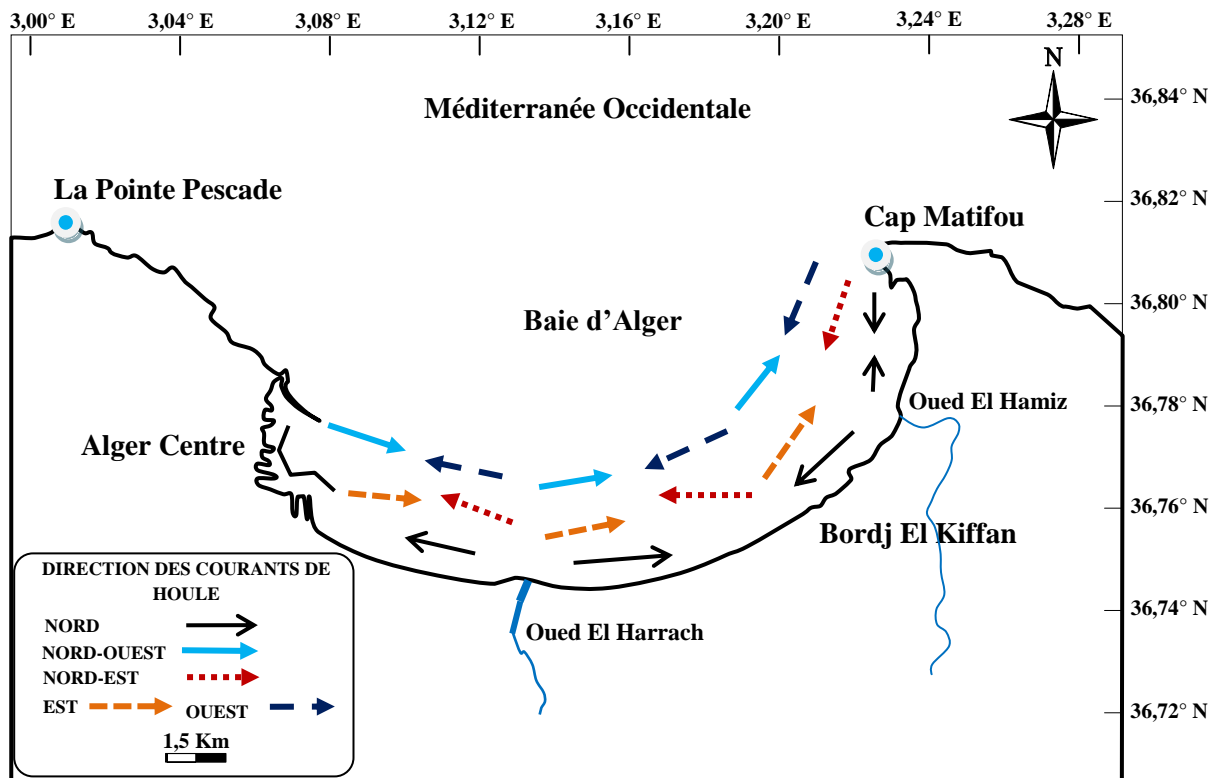 3,00° E
3,04° E
3,08° E
3,12° E
3,16° E
3,20° E
3,24° E
3,28° E
N
Méditerranée Occidentale
36,84° N
La Pointe Pescade
36,82° N
Cap Matifou
Baie d’Alger
36,80° N
Oued El Hamiz
36,78° N
Alger Centre
36,76° N
Bordj El Kiffan
DIRECTION DES COURANTS DE
HOULE
NORD
NORD-OUEST
NORD-EST
EST
OUEST
1,5 Km
Oued El Harrach
36,74° N
36,72° N